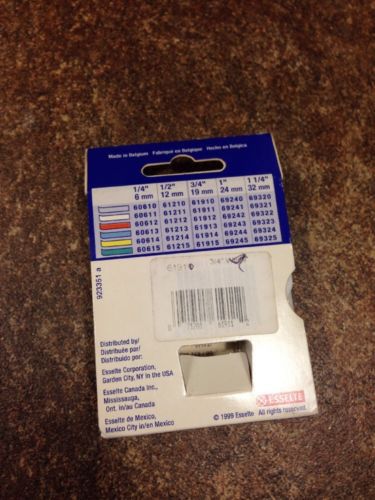 Made in Belgium Fabriqué en Belgique Hecho en Belgica
1/4" 1/2" 3/4" 1" 1 1/4"
6 mm 12 mm 19 mm 24 mm 32 mm
60610 61210 61910 69240 69320
60611 61211 61911 69241 69321
60612 61212 61912 69242 69322
60613 61213 61913 69243 69323
60614 61214 61914 69244 69324
60615 61215 61915 69245 69325
923351 a
3/4"
Distributed by/
Distribuée par/
Distribuido por:
Esselte Corporation,
Garden City, NY in the USA
Esselte Canada Inc.,
Mississauga,
Ont. in/au Canada
Esselte de Mexico,
Mexico City in/en Mexico
ESSELTE
© 1999 Esselte All rights reserved.